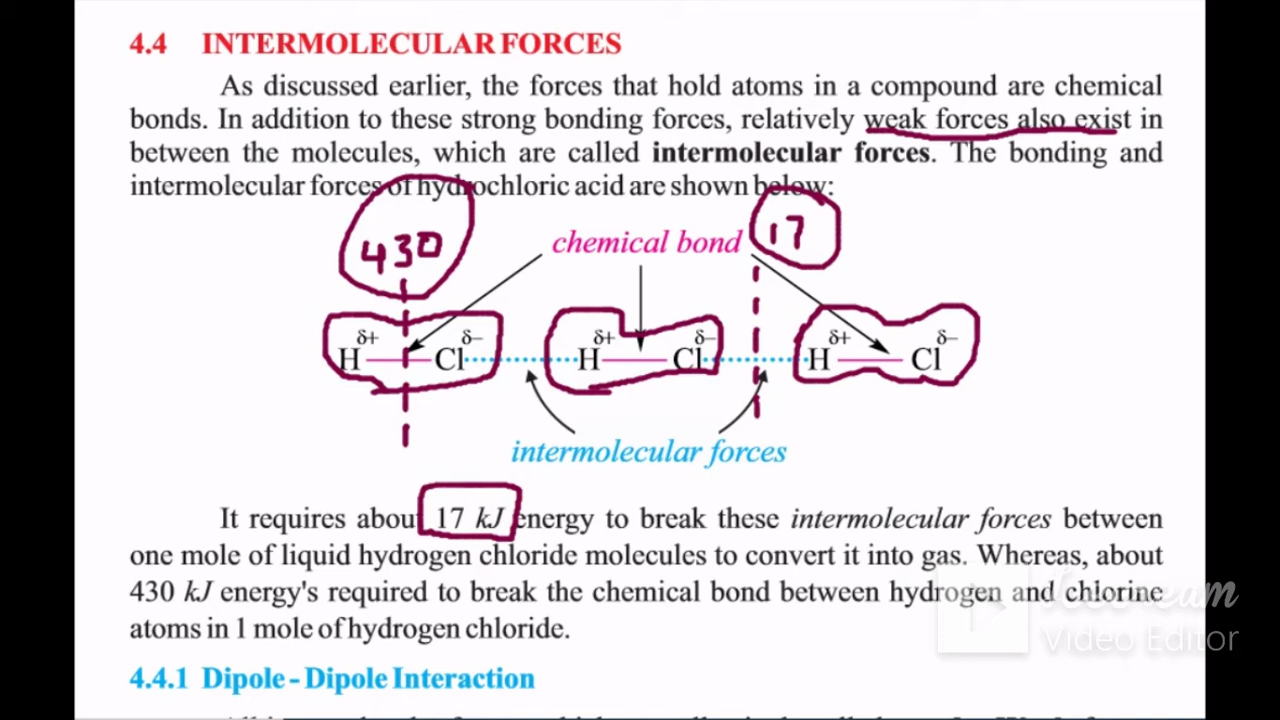 4.4 INTERMOLECULAR FORCES
As discussed earlier, the forces that hold atoms in a compound are chemical
bonds. In addition to these strong bonding forces, relatively weak forces also exist in
between the molecules, which are called intermolecular forces. The bonding and
intermolecular forces of hydrochloric acid are shown below:
430
chemical bond 17
δ+ δ– δ+ δ– δ+ δ–
H Cl H Cl H Cl
intermolecular forces
It requires about 17 kJ energy to break these intermolecular forces between
one mole of liquid hydrogen chloride molecules to convert it into gas. Whereas, about
430 kJ energy's required to break the chemical bond between hydrogen and chlorine
atoms in 1 mole of hydrogen chloride.
Video Editor
4.4.1 Dipole - Dipole Interaction